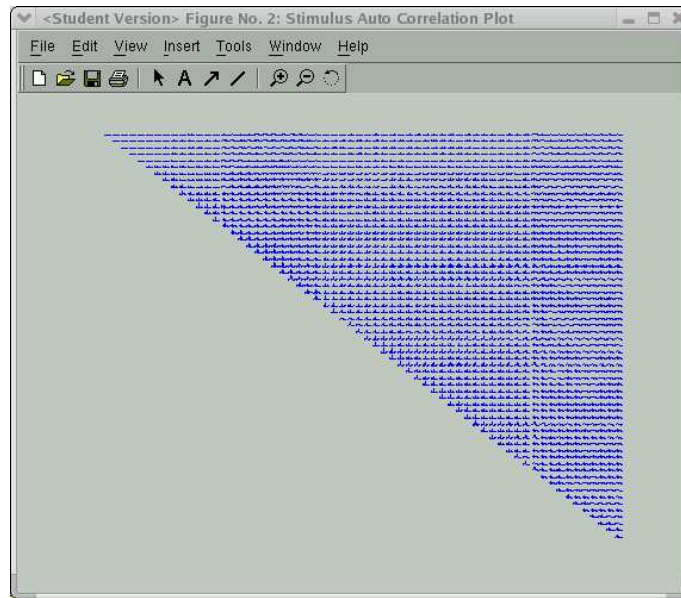 <Student Version> Figure No. 2: Stimulus Auto Correlation Plot
File Edit View Insert Tools Window Help
A